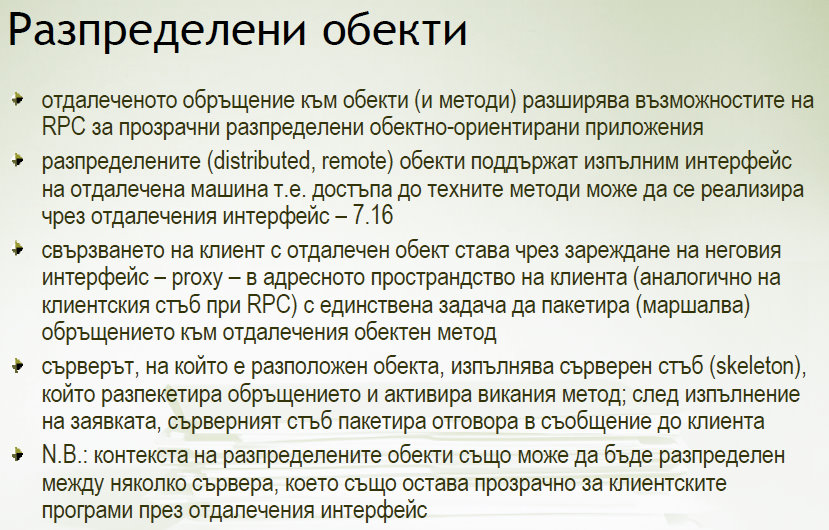 Разпределени обекти
отдалеченото обръщение към обекти (и методи) разширява възможностите на
RPC за прозрачни разпределени обектно-ориентирани приложения
разпределените (distributed, remote) обекти поддържат изпълним интерфейс
на отдалечена машина т.е. достъпа до техните методи може да се реализира
чрез отдалечения интерфейс – 7.16
свързването на клиент с отдалечен обект става чрез зареждане на неговия
интерфейс – proxy – в адресното пространдство на клиента (аналогично на
клиентския стъб при RPC) с единствена задача да пакетира (маршалва)
обръщението към отдалечения обектен метод
сърверът, на който е разположен обекта, изпълнява сърверен стъб (skeleton),
който разпекетира обръщението и активира викания метод; след изпълнение
на заявката, сърверният стъб пакетира отговора в съобщение до клиента
N.B.: контекста на разпределените обекти също може да бъде разпределен
между няколко сървера, което също остава прозрачно за клиентските
програми през отдалечения интерфейс